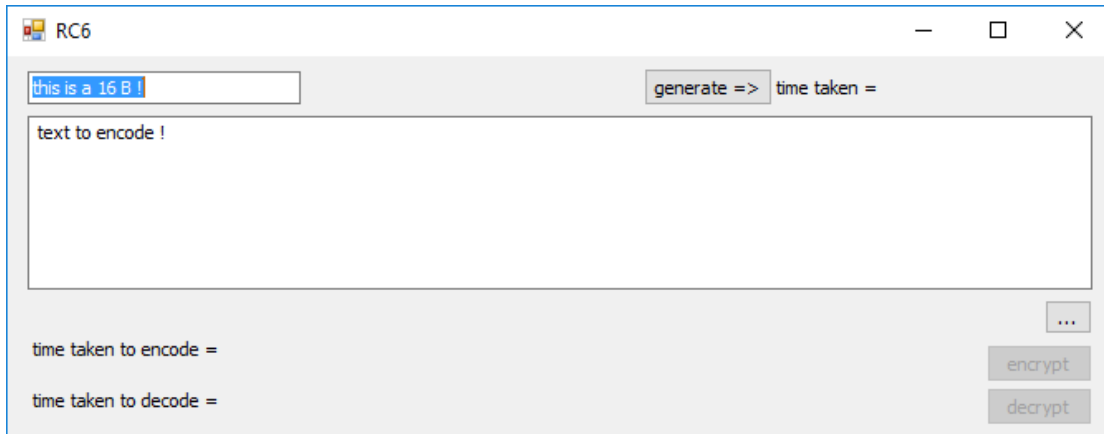 RC6
this is a 16 B !
generate => time taken =
text to encode !
...
time taken to encode =
encrypt
time taken to decode =
decrypt